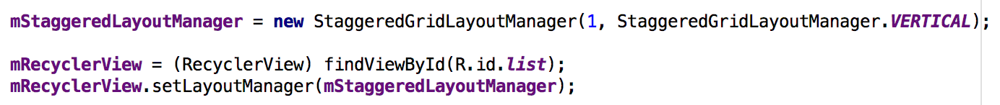 mStaggeredLayoutManager = new StaggeredGridLayoutManager(1, StaggeredGridLayoutManager.VERTICAL);
mRecyclerView = (RecyclerView) findViewById(R.id.list);
mRecyclerView.setLayoutManager(mStaggeredLayoutManager);